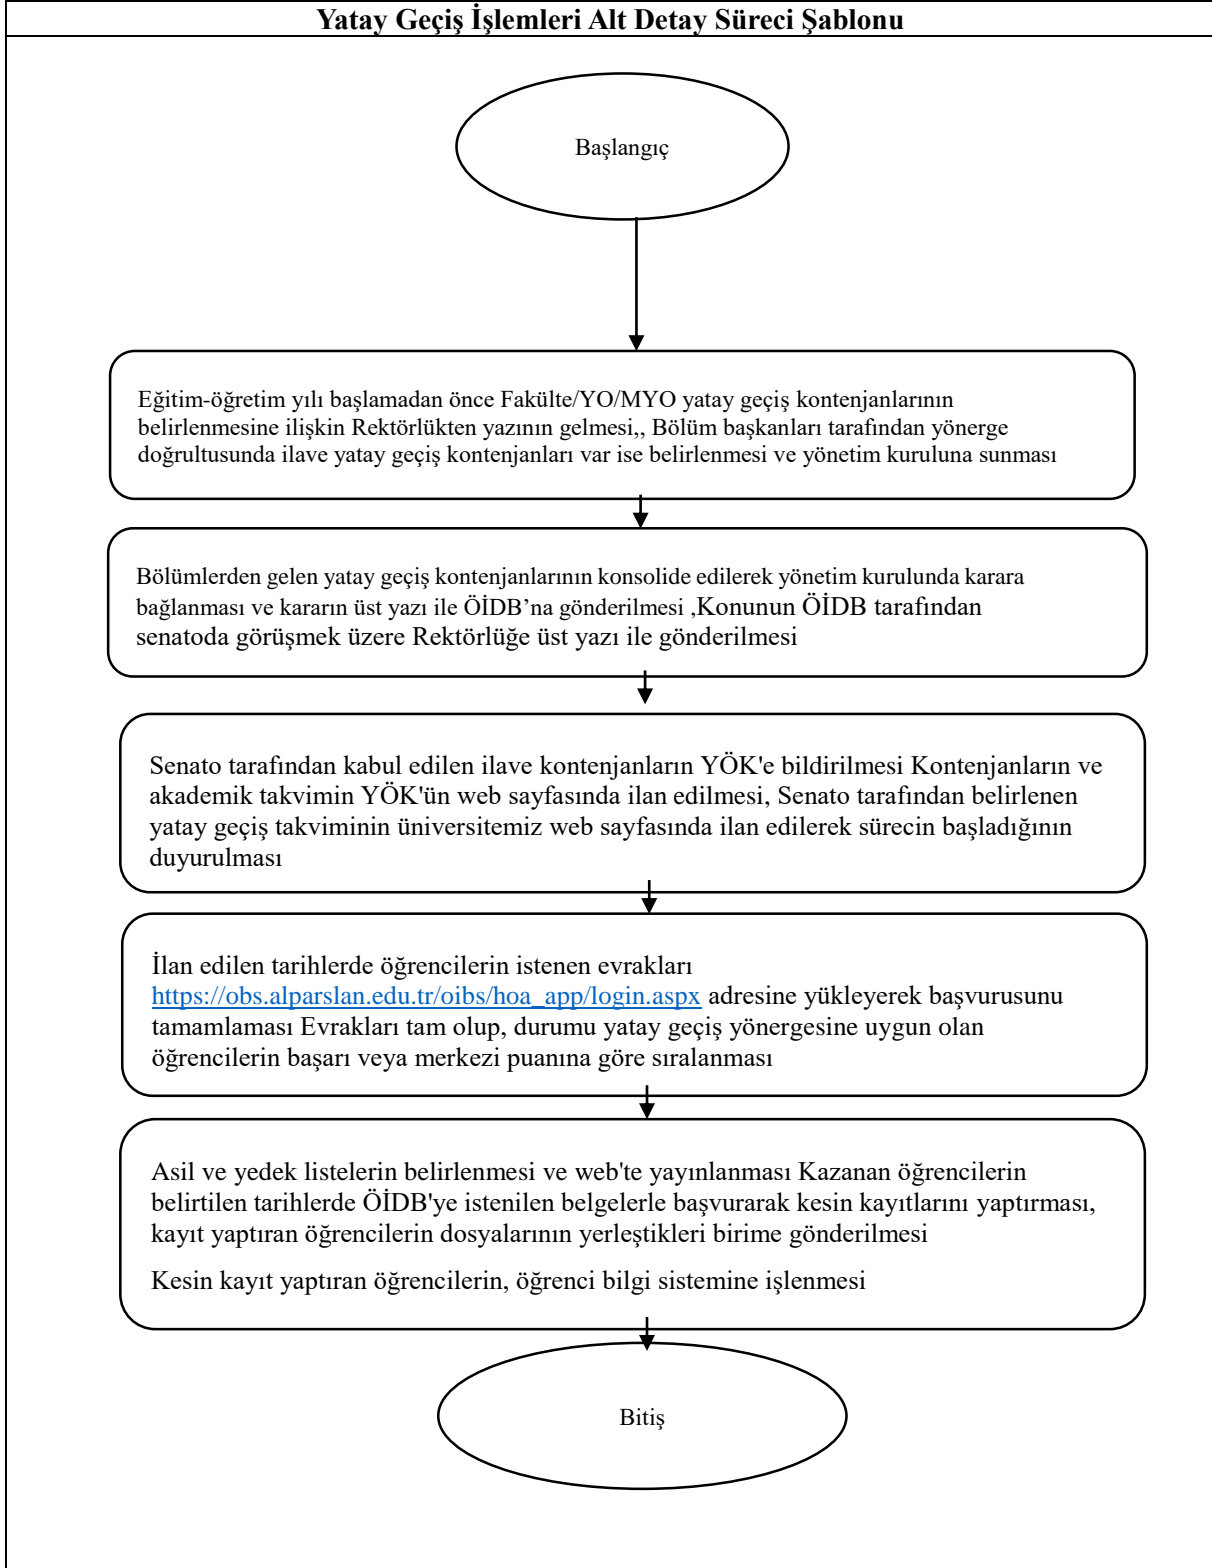 Yatay Geçiş İşlemleri Alt Detay Süreci Şablonu
Başlangıç
Eğitim-öğretim yılı başlamadan önce Fakülte/YO/MYO yatay geçiş kontenjanlarının
belirlenmesine ilişkin Rektörlükten yazının gelmesi,, Bölüm başkanları tarafından yönerge
doğrultusunda ilave yatay geçiş kontenjanları var ise belirlenmesi ve yönetim kuruluna sunması
Bölümlerden gelen yatay geçiş kontenjanlarının konsolide edilerek yönetim kurulunda karara
bağlanması ve kararın üst yazı ile ÖİDB’na gönderilmesi ,Konunun ÖİDB tarafından
senatoda görüşmek üzere Rektörlüğe üst yazı ile gönderilmesi
Senato tarafından kabul edilen ilave kontenjanların YÖK'e bildirilmesi Kontenjanların ve
akademik takvimin YÖK'ün web sayfasında ilan edilmesi, Senato tarafından belirlenen
yatay geçiş takviminin üniversitemiz web sayfasında ilan edilerek sürecin başladığının
duyurulması
İlan edilen tarihlerde öğrencilerin istenen evrakları
https://obs.alparslan.edu.tr/oibs/hoa_app/login.aspx adresine yükleyerek başvurusunu
tamamlaması Evrakları tam olup, durumu yatay geçiş yönergesine uygun olan
öğrencilerin başarı veya merkezi puanına göre sıralanması
Asil ve yedek listelerin belirlenmesi ve web'te yayınlanması Kazanan öğrencilerin
belirtilen tarihlerde ÖİDB'ye istenilen belgelerle başvurarak kesin kayıtlarını yaptırması,
kayıt yaptıran öğrencilerin dosyalarının yerleştikleri birime gönderilmesi
Kesin kayıt yaptıran öğrencilerin, öğrenci bilgi sistemine işlenmesi
Bitiş